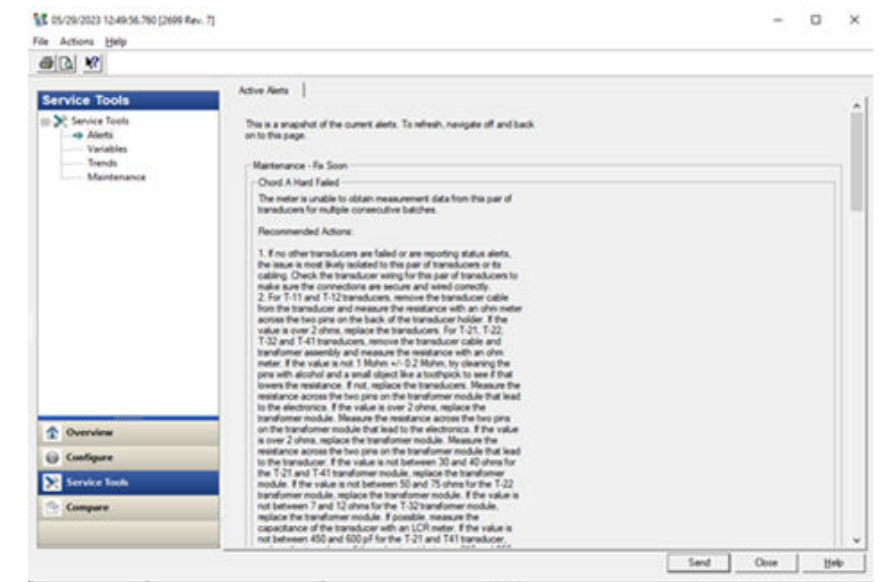 05/29/2023 12:49:56.760 [2699 Rev. 7]
File Actions Help
Service Tools
Service Tools
Alerts
Variables
Trends
Maintenance
Overview
Configure
Service Tools
Compare
Active Alerts
This is a snapshot of the current alerts. To refresh, navigate off and back
on to this page.
Maintenance - Fix Soon
Chord A Hard Failed
The meter is unable to obtain measurement data from this pair of
transducers for multiple consecutive batches.
Recommended Actions:
1. If no other transducers are failed or are reporting status alerts,
the issue is most likely isolated to this pair of transducers or its
cabling. Check the transducer wiring for this pair of transducers to
make sure the connections are secure and wired correctly.
2. For T-11 and T-12 transducers, remove the transducer cable
from the transducer and measure the resistance with an ohm meter
across the two pins on the back of the transducer holder. If the
value is over 2 ohms, replace the transducers. For T-21, T-22,
T-32 and T-41 transducers, remove the transducer cable and
transformer assembly and measure the resistance with an ohm
meter. If the value is not 1 Mohm +/- 0.2 Mohm, try cleaning the
pins with alcohol and a small object like a toothpick to see if that
lowers the resistance. If not, replace the transducers. Measure the
resistance across the two pins on the transformer module that lead
to the electronics. If the value is over 2 ohms, replace the
transformer module. Measure the resistance across the two pins
on the transformer module that lead to the electronics. If the value
is over 2 ohms, replace the transformer module. Measure the
resistance across the two pins on the transformer module that lead
to the transducer. If the value is not between 30 and 40 ohms for
the T-21 and T-41 transformer module, replace the transformer
module. If the value is not between 50 and 75 ohms for the T-22
transformer module, replace the transformer module. If the value is
not between 7 and 12 ohms for the T-32 transformer module,
replace the transformer module. If possible, measure the
capacitance of the transducer with an LCR meter. If the value is
not between 450 and 600 pF for the T-21 and T41 transducer,
Send Close Help